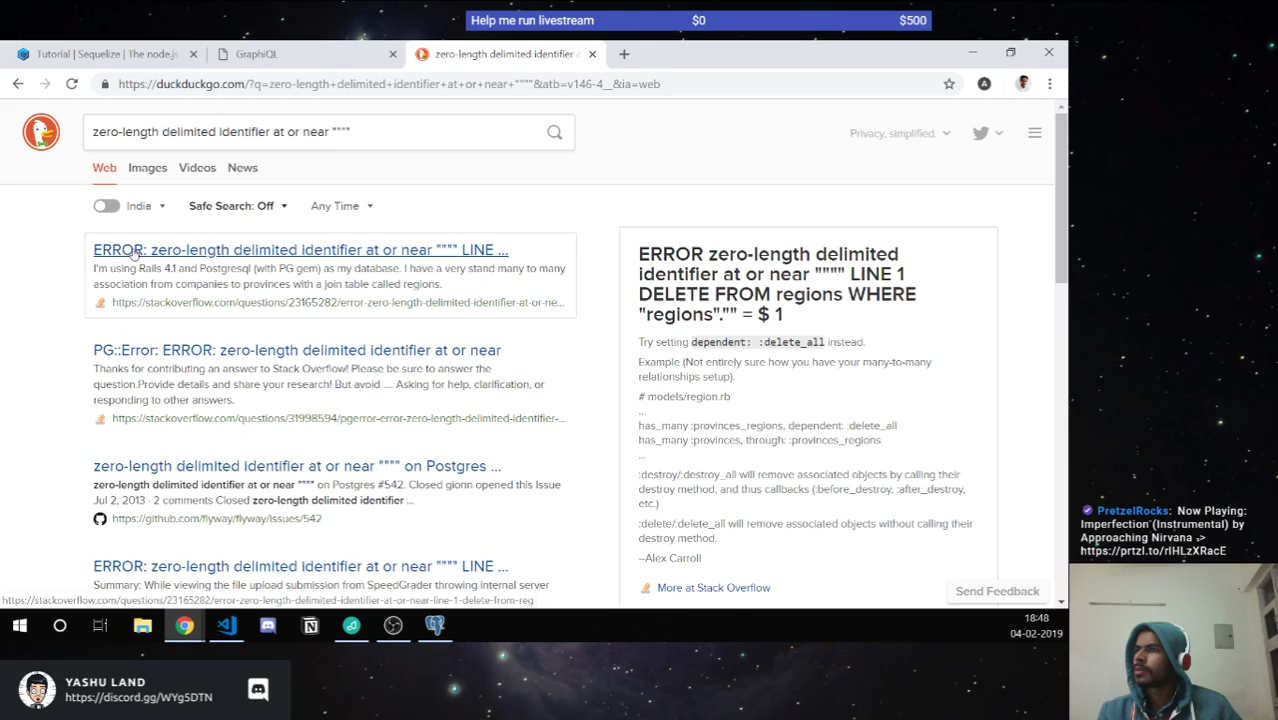 Help me run livestream $0 $500
Tutorial | Sequelize | The node.js
GraphiQL
zero-length delimited identifier a
https://duckduckgo.com/?q=zero-length+delimited+identifier+at+or+near+""""&atb=v146-4__&ia=web
A
zero-length delimited identifier at or near """"
Privacy, simplified.
Web Images Videos News
India Safe Search: Off Any Time
ERROR: zero-length delimited identifier at or near """" LINE ...
I'm using Rails 4.1 and Postgresql (with PG gem) as my database. I have a very stand many to many
association from companies to provinces with a join table called regions.
https://stackoverflow.com/questions/23165282/error-zero-length-delimited-identifier-at-or-ne...
PG::Error: ERROR: zero-length delimited identifier at or near
Thanks for contributing an answer to Stack Overflow! Please be sure to answer the
question.Provide details and share your research! But avoid .... Asking for help, clarification, or
responding to other answers.
https://stackoverflow.com/questions/31998594/pgerror-error-zero-length-delimited-identifier-...
zero-length delimited identifier at or near """" on Postgres ...
zero-length delimited identifier at or near """" on Postgres #542. Closed gionn opened this Issue
Jul 2, 2013 · 2 comments Closed zero-length delimited identifier ...
https://github.com/flyway/flyway/issues/542
ERROR: zero-length delimited identifier at or near """" LINE ...
Summary: While viewing the file upload submission from SpeedGrader throwing internal server
https://stackoverflow.com/questions/23165282/error-zero-length-delimited-identifier-at-or-near-line-1-delete-from-reg
ERROR zero-length delimited
identifier at or near """" LINE 1
DELETE FROM regions WHERE
"regions"."" = $ 1
Try setting dependent: :delete_all instead.
Example (Not entirely sure how you have your many-to-many
relationships setup).
# models/region.rb
...
has_many :provinces_regions, dependent: :delete_all
has_many :provinces, through: :provinces_regions
...
:destroy/:destroy_all will remove associated objects by calling their
destroy method, and thus callbacks (:before_destroy, :after_destroy,
etc.)
:delete/:delete_all will remove associated objects without calling their
destroy method.
--Alex Carroll
More at Stack Overflow
Send Feedback
18:48
04-02-2019
PretzelRocks: Now Playing:
Imperfection (Instrumental) by
Approaching Nirvana ->
https://prtzl.to/rlHLzXRacE
YASHU LAND
https://discord.gg/WYg5DTN